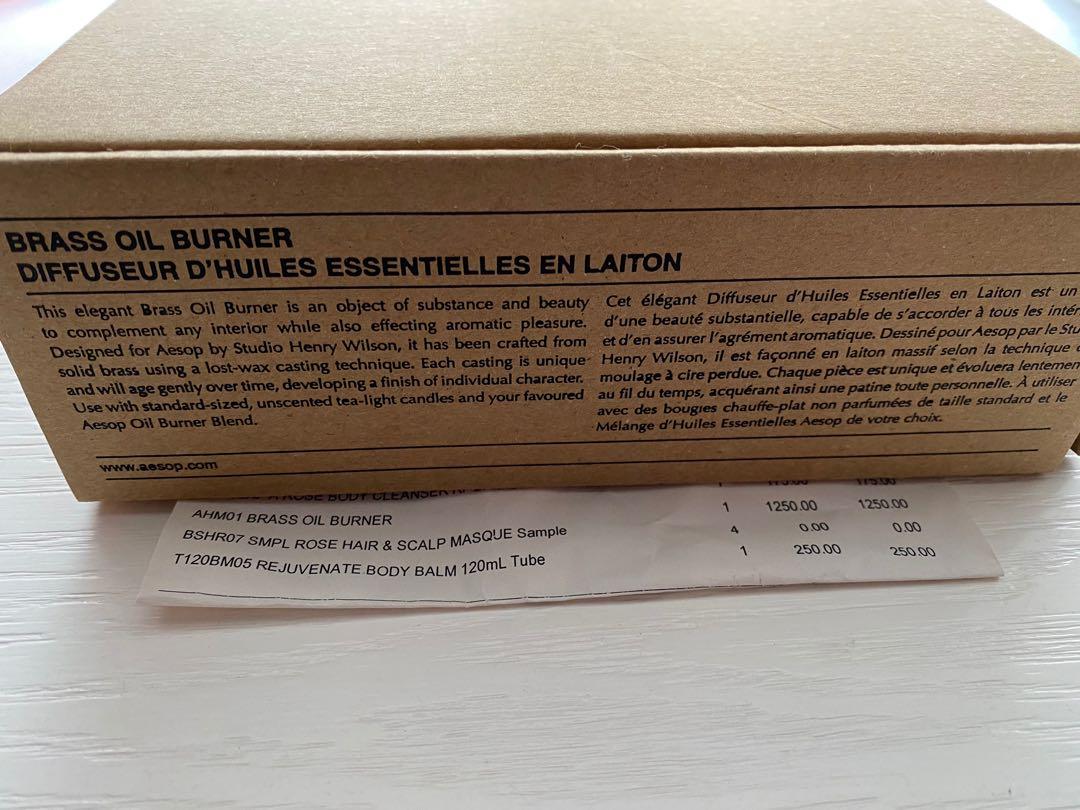 BRASS OIL BURNER
DIFFUSEUR D'HUILES ESSENTIELLES EN LAITON
This elegant Brass Oil Burner is an object of substance and beauty
to complement any interior while also effecting aromatic pleasure.
Designed for Aesop by Studio Henry Wilson, it has been crafted from
solid brass using a lost-wax casting technique. Each casting is unique
and will age gently over time, developing a finish of individual character.
Use with standard-sized, unscented tea-light candles and your favoured
Aesop Oil Burner Blend.
Cet élégant Diffuseur d'Huiles Essentielles en Laiton est un
d'une beauté substantielle, capable de s'accorder à tous les
et d'en assurer l'agrément aromatique. Dessiné pour Aesop par le
Henry Wilson, il est façonné en laiton massif selon la technique
moulage à cire perdue. Chaque pièce est unique et évoluera
au fil du temps, acquérant ainsi une patine toute personnelle. À utiliser
avec des bougies chauffe-plat non parfumées de taille standard et le
Mélange d'Huiles Essentielles Aesop de votre choix.
www.aesop.com
ROSE BODY CLEANSER 1 175.00 175.00
AHM01 BRASS OIL BURNER 1 1250.00 1250.00
BSHR07 SMPL ROSE HAIR & SCALP MASQUE Sample 4 0.00 0.00
T120BM05 REJUVENATE BODY BALM 120mL Tube 1 250.00 250.00